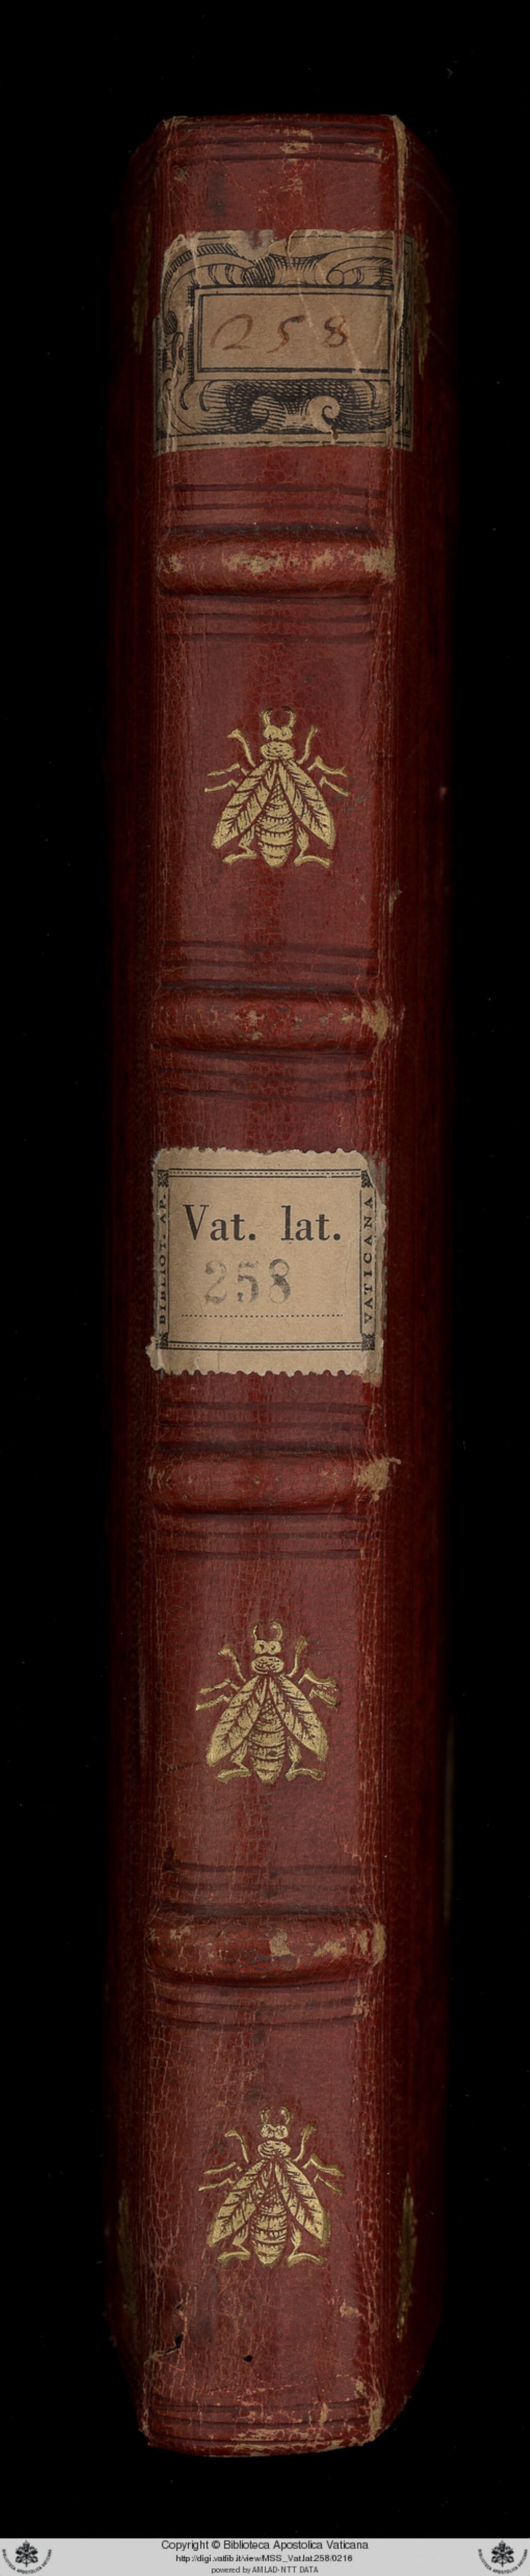 258
BIBLIOT. AP.
Vat. lat.
258
VATICANA
Copyright © Biblioteca Apostolica Vaticana
http://digi.vatlib.it/view/MSS_Vat.lat.258/0216
powered by AMLAD-NTT DATA